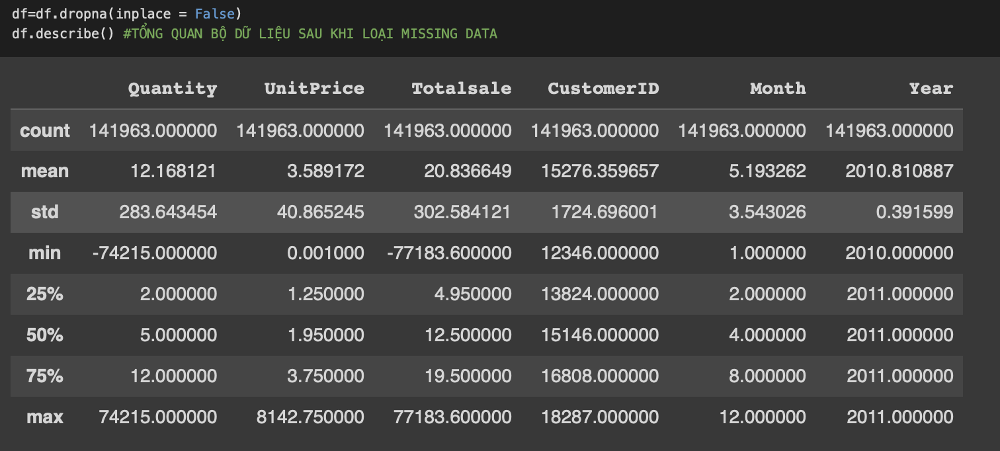 df=df.dropna(inplace = False)
df.describe() #TỔNG QUAN BỘ DỮ LIỆU SAU KHI LOẠI MISSING DATA
Quantity UnitPrice Totalsale CustomerID Month Year
count 141963.000000 141963.000000 141963.000000 141963.000000 141963.000000 141963.000000
mean 12.168121 3.589172 20.836649 15276.359657 5.193262 2010.810887
std 283.643454 40.865245 302.584121 1724.696001 3.543026 0.391599
min -74215.000000 0.001000 -77183.600000 12346.000000 1.000000 2010.000000
25% 2.000000 1.250000 4.950000 13824.000000 2.000000 2011.000000
50% 5.000000 1.950000 12.500000 15146.000000 4.000000 2011.000000
75% 12.000000 3.750000 19.500000 16808.000000 8.000000 2011.000000
max 74215.000000 8142.750000 77183.600000 18287.000000 12.000000 2011.000000